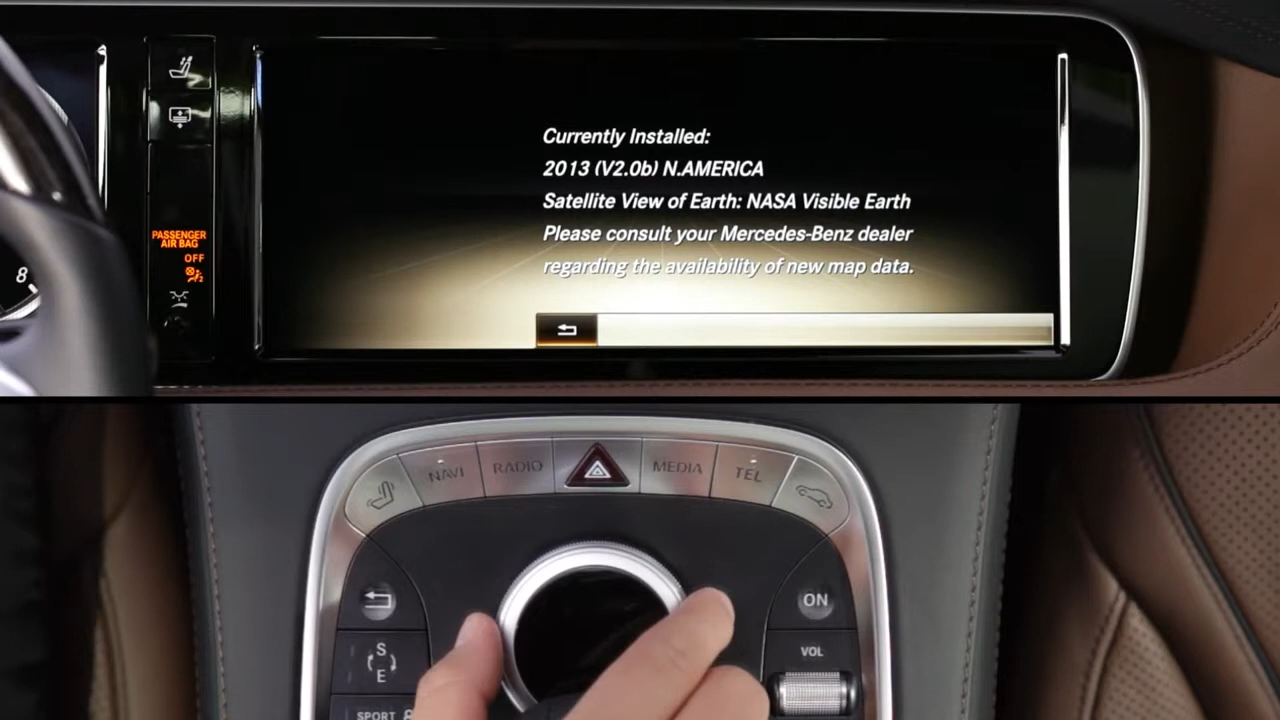 Currently Installed:
2013 (V2.0b) N.AMERICA
Satellite View of Earth: NASA Visible Earth
Please consult your Mercedes-Benz dealer
regarding the availability of new map data.
PASSENGER
AIR BAG
OFF
8
NAVI
RADIO
MEDIA
TEL
ON
S
E
VOL
SPORT